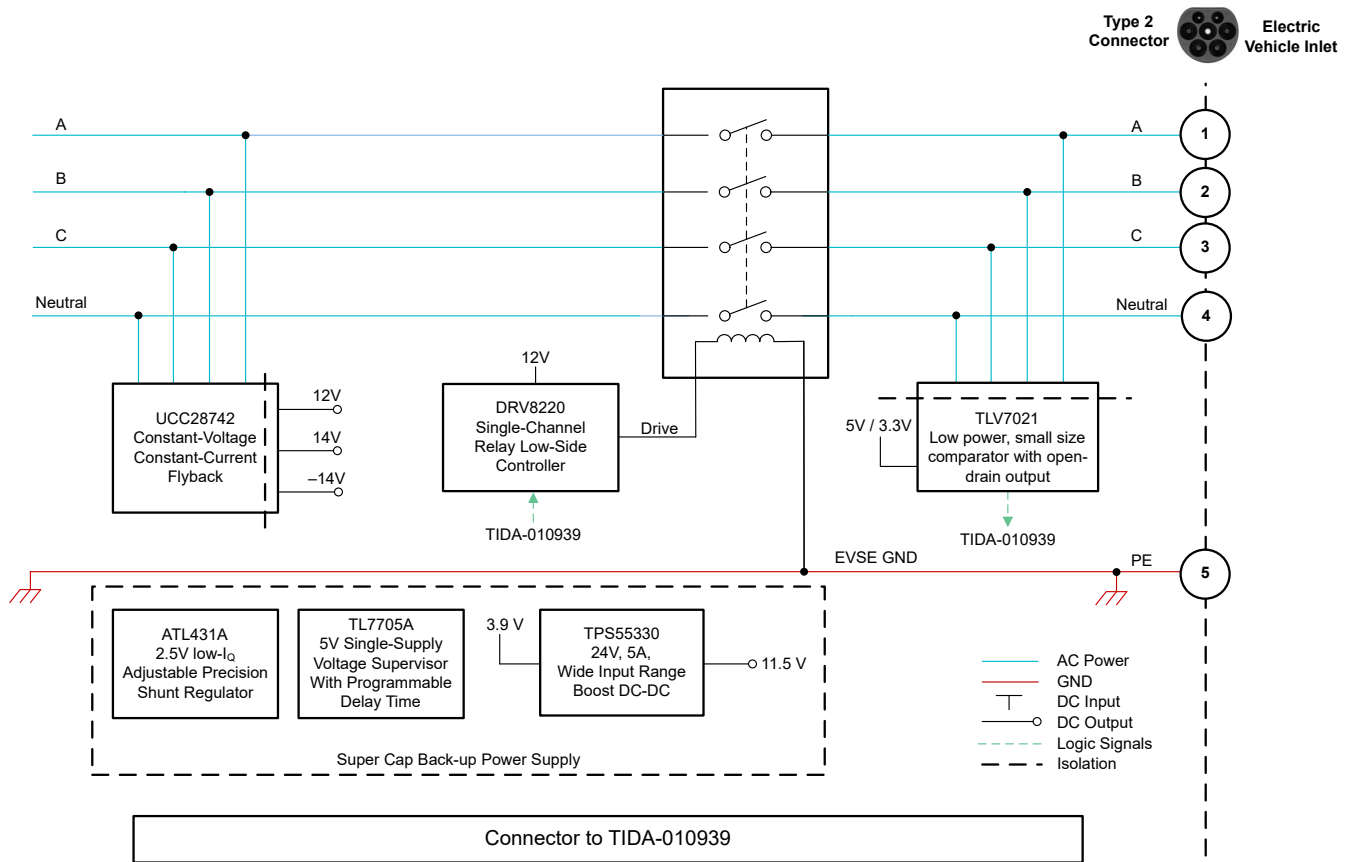 Type 2
Connector
Electric
Vehicle Inlet
A
A
1
B
B
2
C
C
3
Neutral
Neutral
4
UCC28742
Constant-Voltage
Constant-Current
Flyback
12V
14V
–14V
12V
DRV8220
Single-Channel
Relay Low-Side
Controller
Drive
TIDA-010939
5V / 3.3V
TLV7021
Low power, small size
comparator with open-
drain output
TIDA-010939
EVSE GND
PE
5
ATL431A
2.5V low-IQ
Adjustable Precision
Shunt Regulator
TL7705A
5V Single-Supply
Voltage Supervisor
With Programmable
Delay Time
3.9 V
TPS55330
24V, 5A,
Wide Input Range
Boost DC-DC
11.5 V
Super Cap Back-up Power Supply
AC Power
GND
DC Input
DC Output
Logic Signals
Isolation
Connector to TIDA-010939